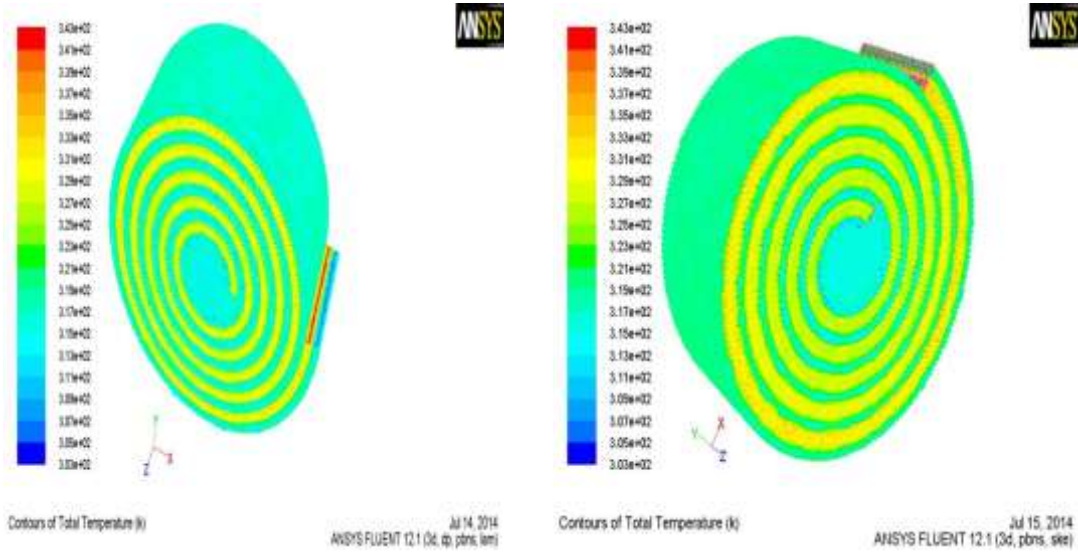 ANSYS
3.43e+02
3.41e+02
3.39e+02
3.37e+02
3.35e+02
3.33e+02
3.31e+02
3.29e+02
3.27e+02
3.25e+02
3.23e+02
3.21e+02
3.19e+02
3.17e+02
3.15e+02
3.13e+02
3.11e+02
3.09e+02
3.07e+02
3.05e+02
3.03e+02
Y
X
Z
Contours of Total Temperature (k)
Jul 14, 2014
ANSYS FLUENT 12.1 (3d, dp, pbns, lam)
ANSYS
3.43e+02
3.41e+02
3.39e+02
3.37e+02
3.35e+02
3.33e+02
3.31e+02
3.29e+02
3.27e+02
3.25e+02
3.23e+02
3.21e+02
3.19e+02
3.17e+02
3.15e+02
3.13e+02
3.11e+02
3.09e+02
3.07e+02
3.05e+02
3.03e+02
X
Y
Z
Contours of Total Temperature (k)
Jul 15, 2014
ANSYS FLUENT 12.1 (3d, pbns, ske)